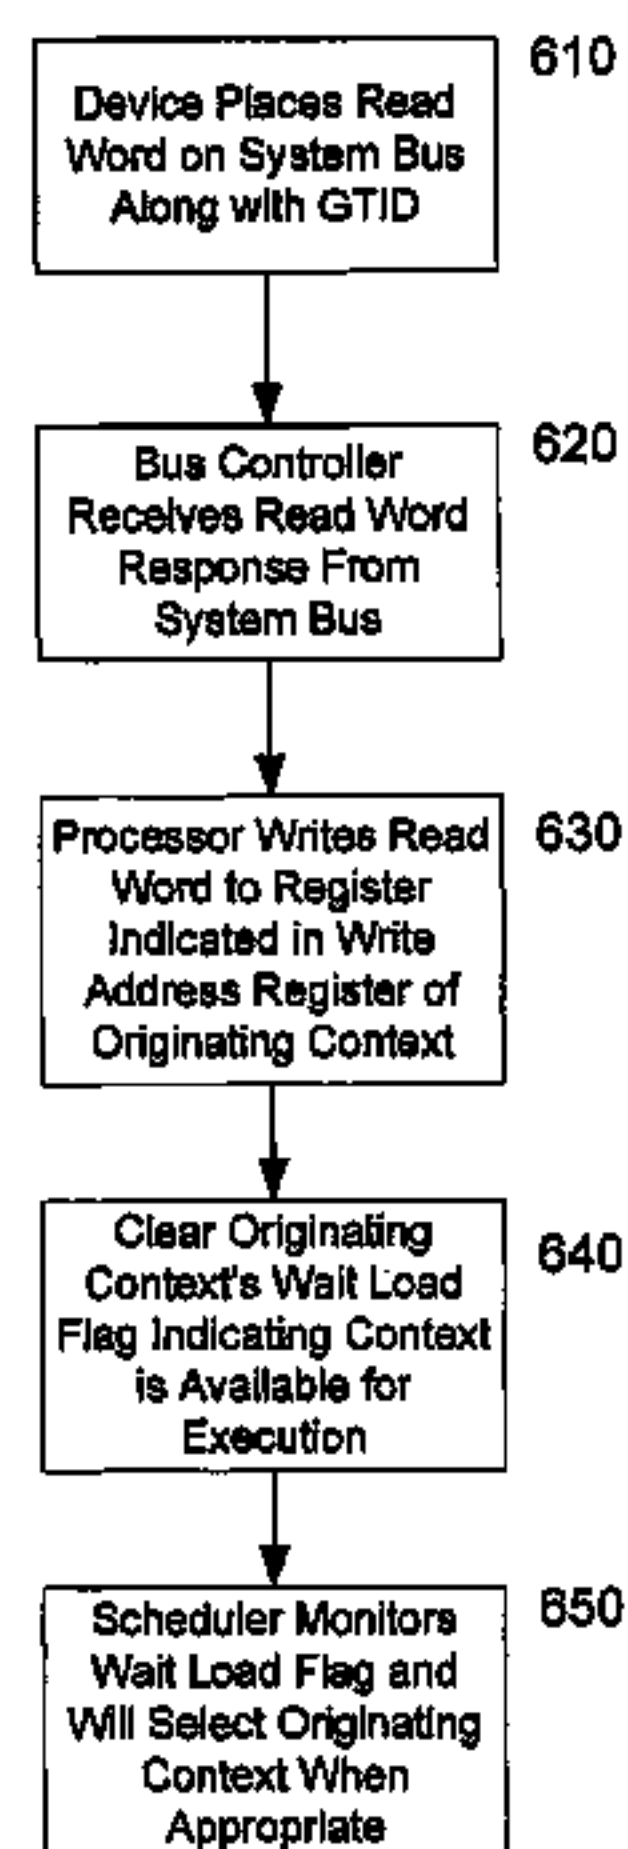 610
Device Places Read
Word on System Bus
Along with GTID
620
Bus Controller
Receives Read Word
Response From
System Bus
630
Processor Writes Read
Word to Register
Indicated in Write
Address Register of
Originating Context
640
Clear Originating
Context's Wait Load
Flag Indicating Context
is Available for
Execution
650
Scheduler Monitors
Wait Load Flag and
Will Select Originating
Context When
Appropriate